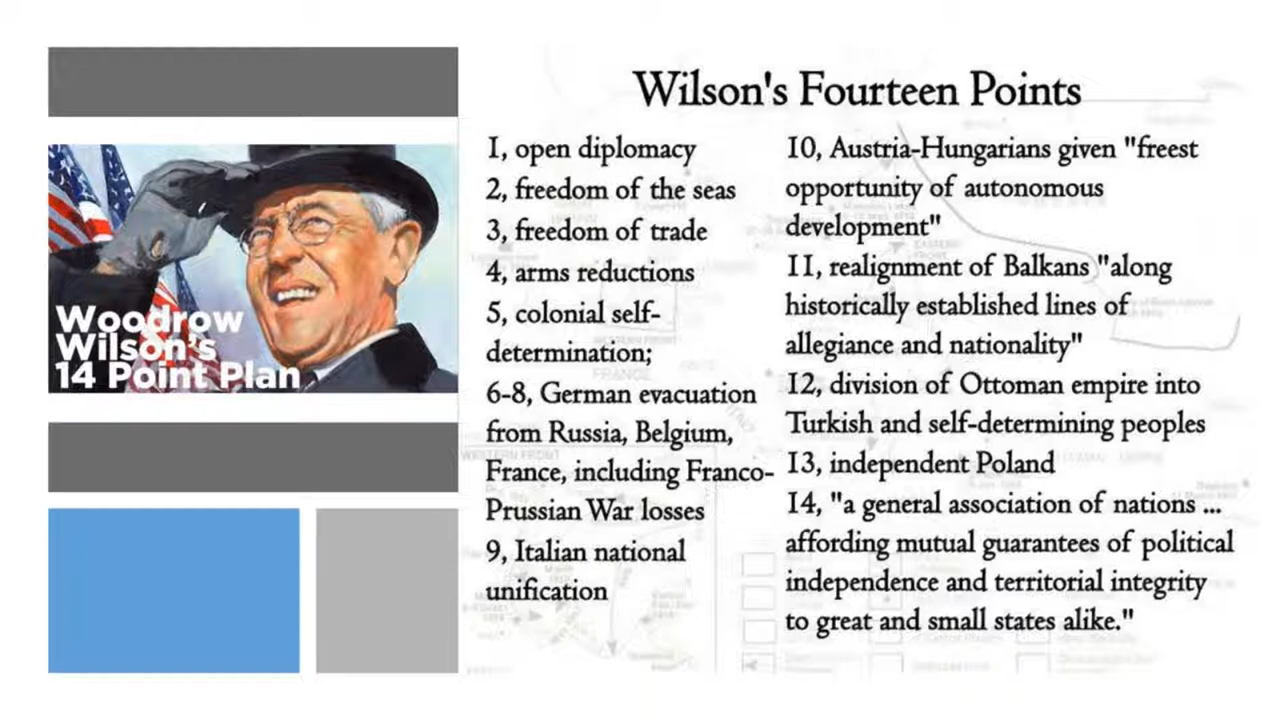 Woodrow
Wilson's
14 Point Plan
Wilson's Fourteen Points
1, open diplomacy
2, freedom of the seas
3, freedom of trade
4, arms reductions
5, colonial self-
determination;
6-8, German evacuation
from Russia, Belgium,
France, including Franco-
Prussian War losses
9, Italian national
unification
10, Austria-Hungarians given "freest
opportunity of autonomous
development"
11, realignment of Balkans "along
historically established lines of
allegiance and nationality"
12, division of Ottoman empire into
Turkish and self-determining peoples
13, independent Poland
14, "a general association of nations ...
affording mutual guarantees of political
independence and territorial integrity
to great and small states alike."
WESTERN FRONT
FRANCE
ITALY